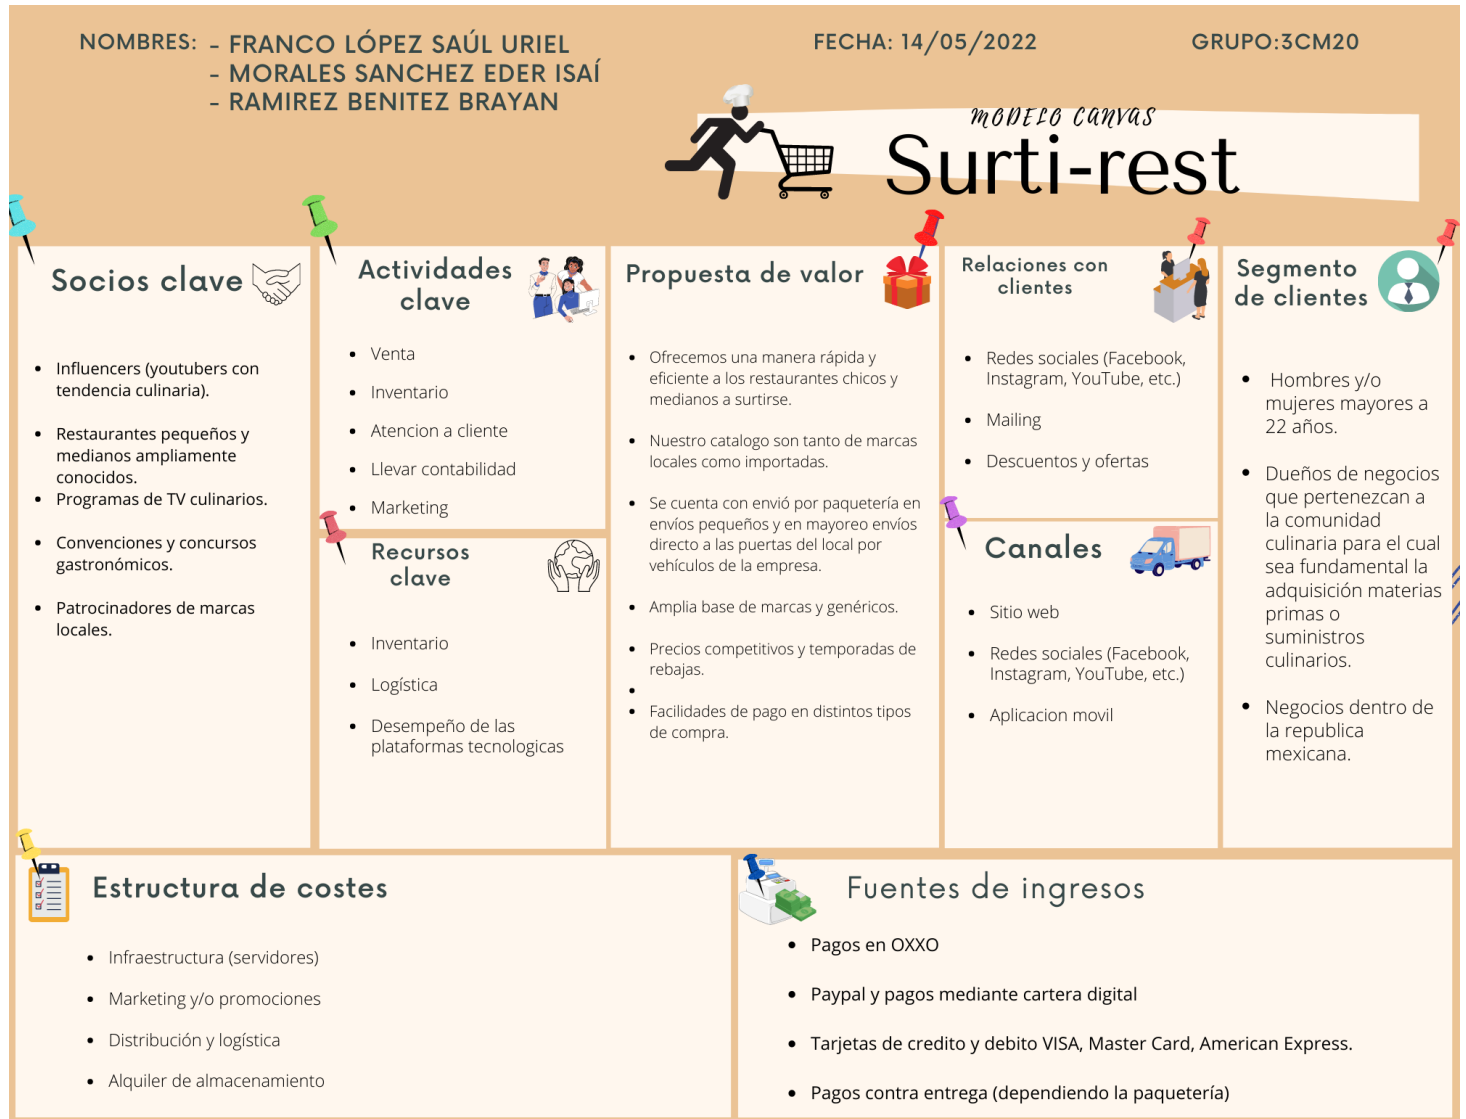 NOMBRES: - FRANCO LÓPEZ SAÚL URIEL
- MORALES SANCHEZ EDER ISAÍ
- RAMIREZ BENITEZ BRAYAN
FECHA: 14/05/2022
GRUPO:3CM20
MODELO CANVAS
Surti-rest
Socios clave
• Influencers (youtubers con
tendencia culinaria).
• Restaurantes pequeños y
medianos ampliamente
conocidos.
• Programas de TV culinarios.
• Convenciones y concursos
gastronómicos.
• Patrocinadores de marcas
locales.
Actividades
clave
• Venta
• Inventario
• Atencion a cliente
• Llevar contabilidad
• Marketing
Recursos
clave
• Inventario
• Logística
• Desempeño de las
plataformas tecnologicas
Propuesta de valor
• Ofrecemos una manera rápida y
eficiente a los restaurantes chicos y
medianos a surtirse.
• Nuestro catalogo son tanto de marcas
locales como importadas.
• Se cuenta con envió por paquetería en
envíos pequeños y en mayoreo envíos
directo a las puertas del local por
vehículos de la empresa.
• Amplia base de marcas y genéricos.
• Precios competitivos y temporadas de
rebajas.
•
• Facilidades de pago en distintos tipos
de compra.
Relaciones con
clientes
• Redes sociales (Facebook,
Instagram, YouTube, etc.)
• Mailing
• Descuentos y ofertas
Canales
• Sitio web
• Redes sociales (Facebook,
Instagram, YouTube, etc.)
• Aplicacion movil
Segmento
de clientes
• Hombres y/o
mujeres mayores a
22 años.
• Dueños de negocios
que pertenezcan a
la comunidad
culinaria para el cual
sea fundamental la
adquisición materias
primas o
suministros
culinarios.
• Negocios dentro de
la republica
mexicana.
Estructura de costes
• Infraestructura (servidores)
• Marketing y/o promociones
• Distribución y logística
• Alquiler de almacenamiento
Fuentes de ingresos
• Pagos en OXXO
• Paypal y pagos mediante cartera digital
• Tarjetas de credito y debito VISA, Master Card, American Express.
• Pagos contra entrega (dependiendo la paquetería)